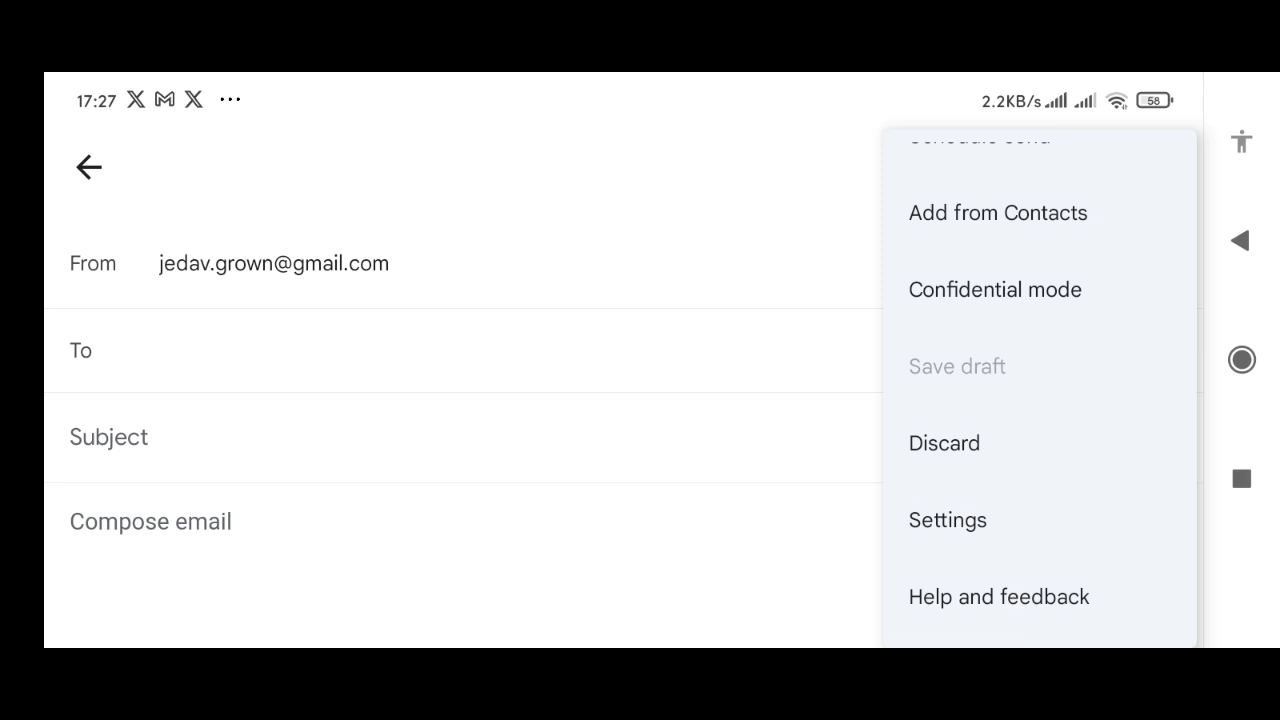 17:27 ... 2.2KB/s 58
Add from Contacts
From jedav.grown@gmail.com
Confidential mode
To
Save draft
Subject
Discard
Compose email
Settings
Help and feedback